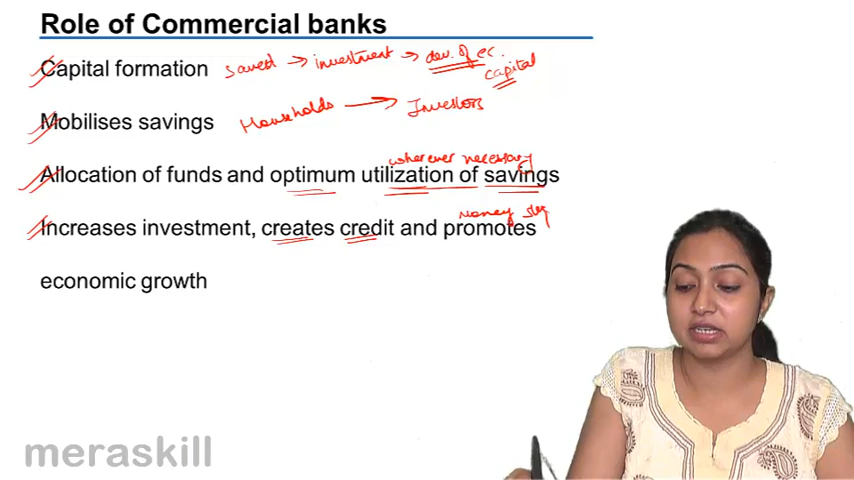 Role of Commercial banks
Capital formation saved → investment → dev. of ec.
capital
Mobilises savings Households → Investors
wherever necessary
Allocation of funds and optimum utilization of savings
money
Increases investment, creates credit and promotes
economic growth
meraskill